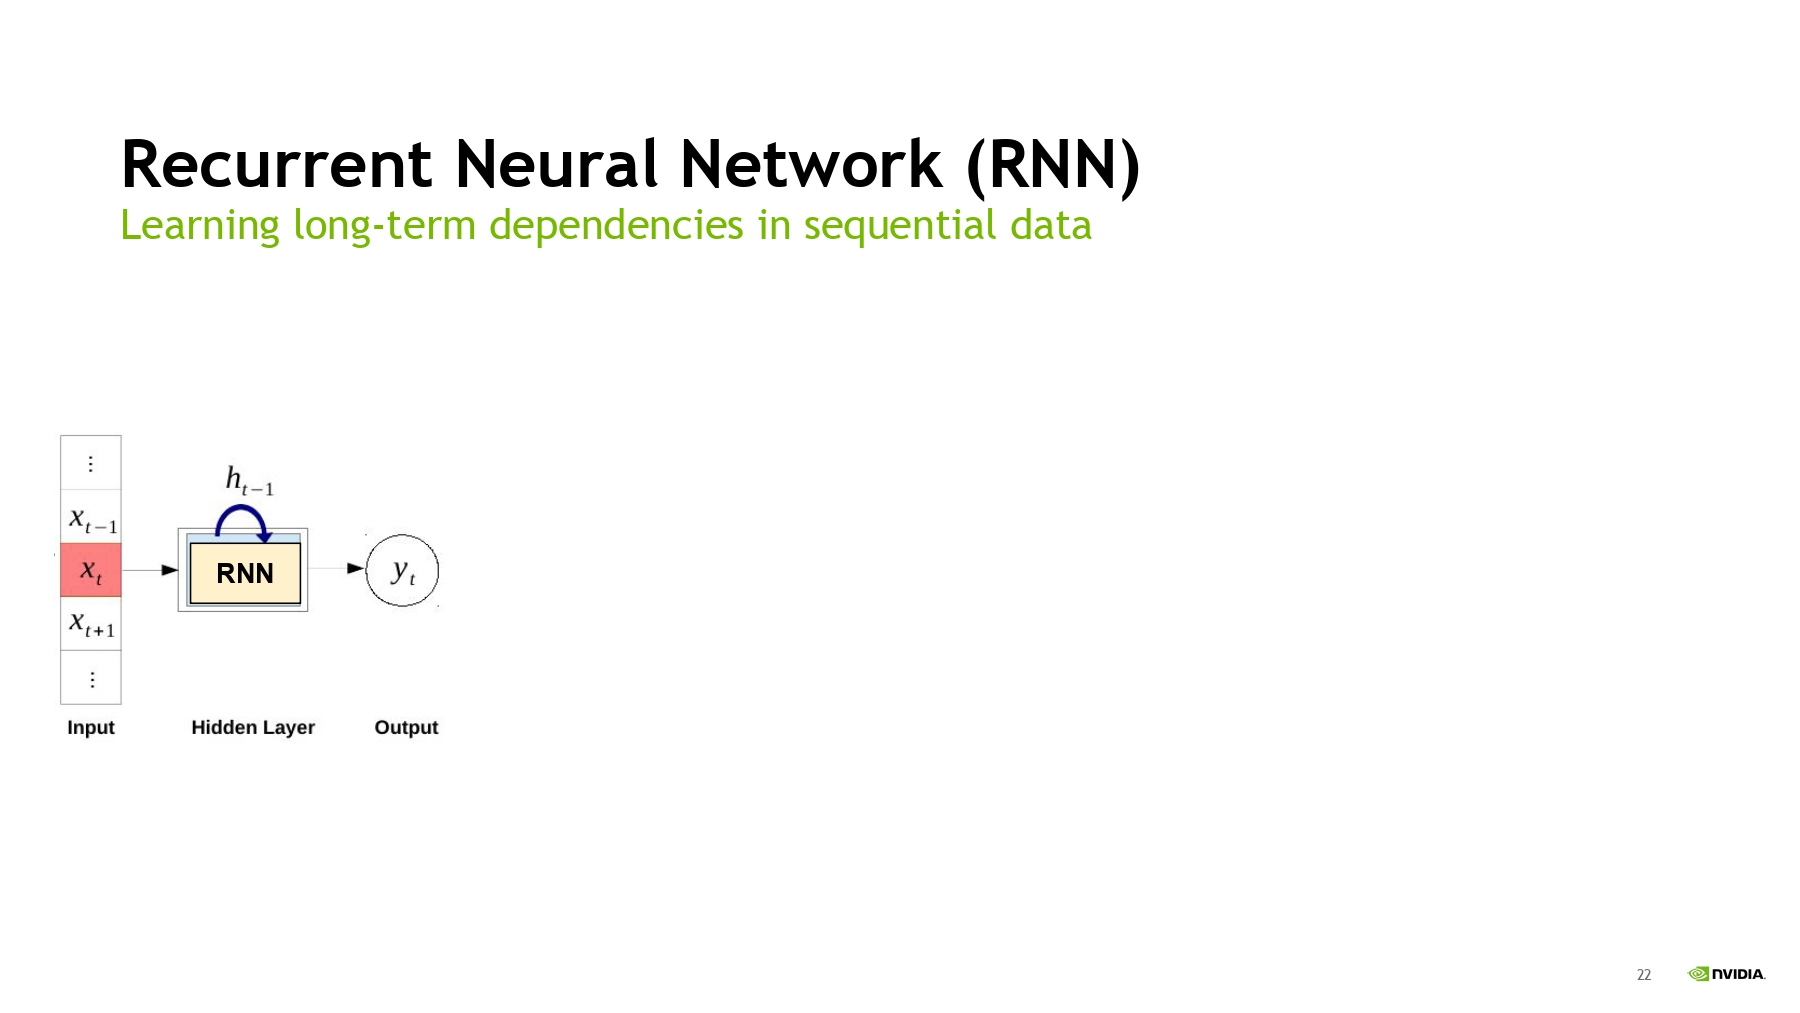 Recurrent Neural Network (RNN)
Learning long-term dependencies in sequential data
⋮
x_{t−1}
x_t
x_{t+1}
⋮
h_{t−1}
RNN
y_t
Input
Hidden Layer
Output
22
NVIDIA.